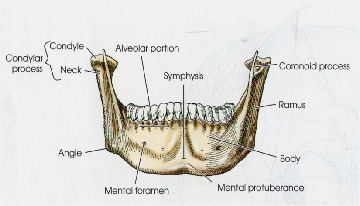 Condyle
Condylar
process
Neck
Alveolar portion
Symphysis
Coronoid process
Ramus
Angle
Body
Mental foramen
Mental protuberance